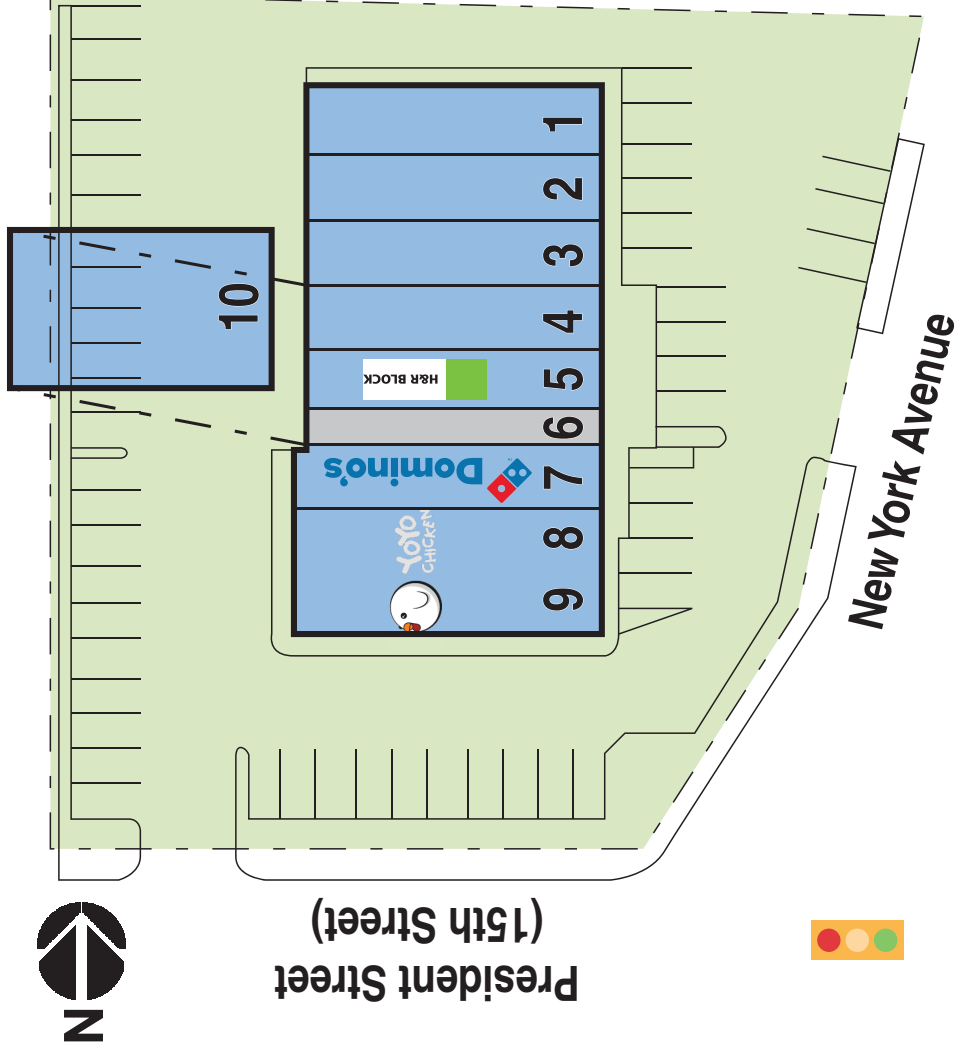 1
2
3
4
10
5
H&R BLOCK
6
7
Domino's
8
YOYO
CHICKEN
9
New York Avenue
President Street
(15th Street)
N